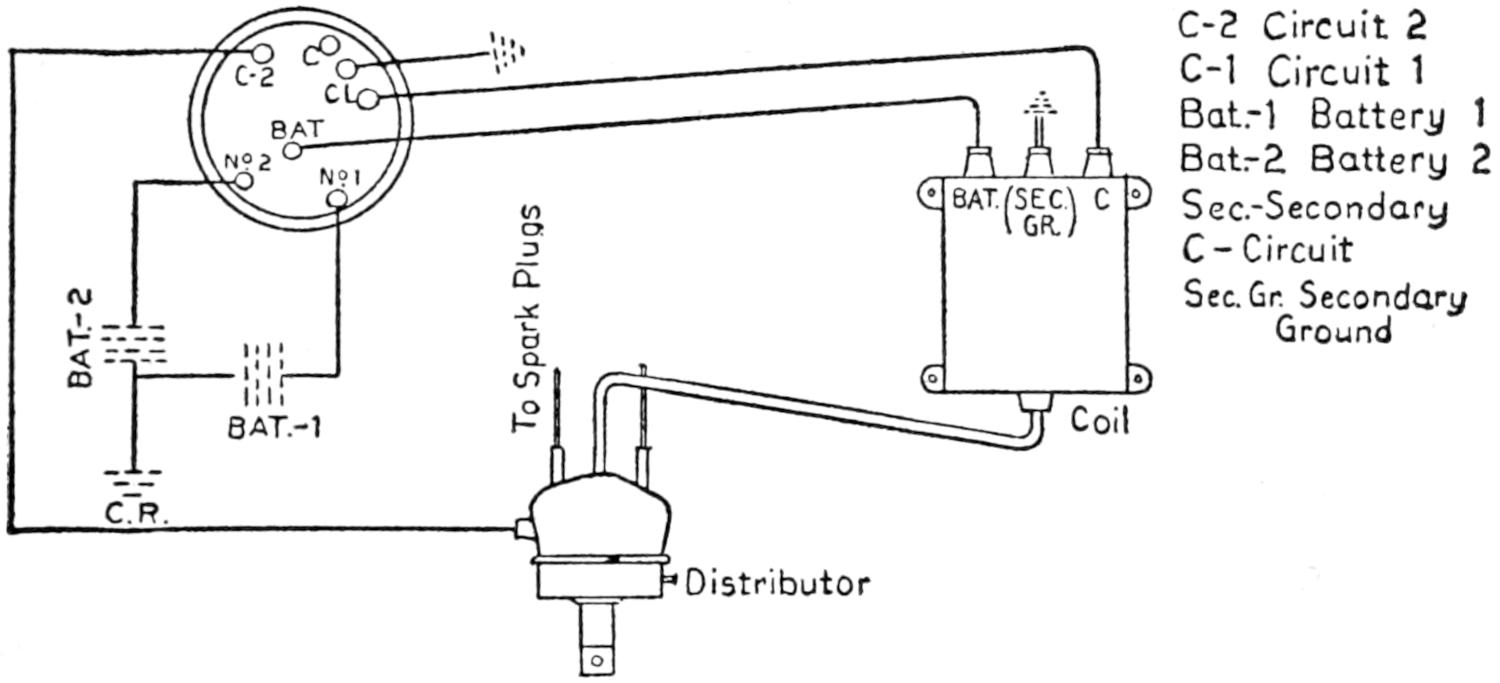 C-2 Circuit 2
C-1 Circuit 1
Bat.-1 Battery 1
Bat.-2 Battery 2
Sec.-Secondary
C - Circuit
Sec. Gr. Secondary
Ground
C-2
C
C1
BAT
No. 2
No. 1
BAT.-2
BAT.-1
C.R.
To Spark Plugs
BAT. (SEC. GR.) C
Coil
Distributor